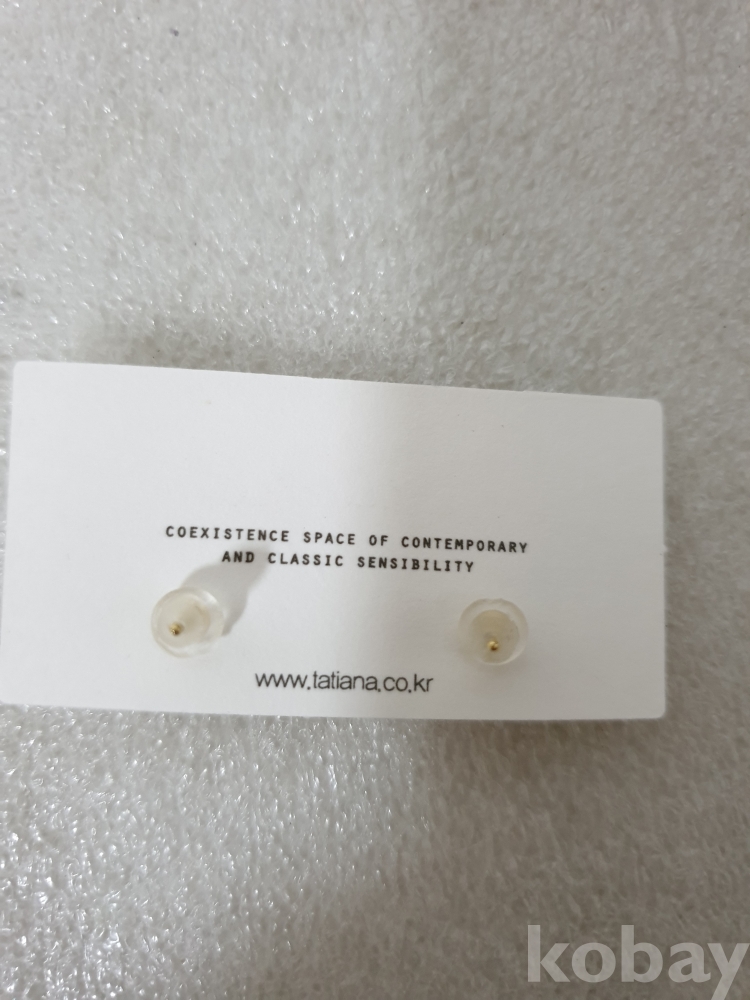 COEXISTENCE SPACE OF CONTEMPORARY
AND CLASSIC SENSIBILITY
www.tatiana.co.kr
kobay